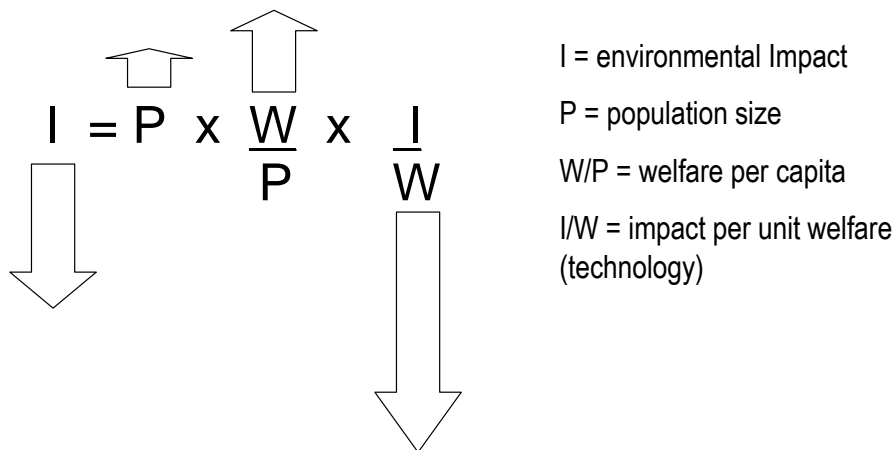 I = P x W x I
P W
I = environmental Impact
P = population size
W/P = welfare per capita
I/W = impact per unit welfare
(technology)